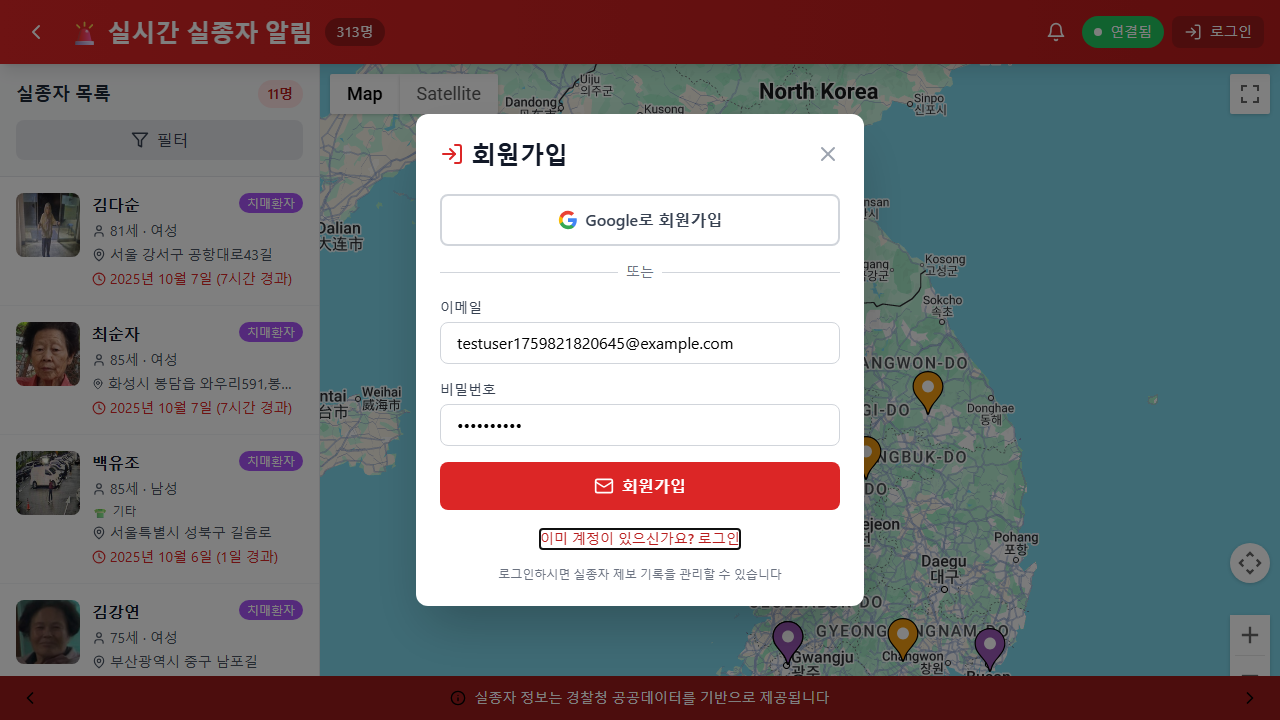 실시간 실종자 알림
313명
연결됨
로그인
실종자 목록
11명
필터
김다순
치매환자
81세 · 여성
서울 강서구 공항대로43길
2025년 10월 7일 (7시간 경과)
최순자
치매환자
85세 · 여성
화성시 봉담읍 와우리591,봉...
2025년 10월 7일 (7시간 경과)
백유조
치매환자
85세 · 남성
기타
서울특별시 성북구 길음로
2025년 10월 6일 (1일 경과)
김강연
치매환자
75세 · 여성
부산광역시 중구 남포길
Map
Satellite
North Korea
Uiju
의주군
Dandong
Kusong
Sinpo
신포시
Dalian
大连市
Weihai
威海市
Kosong
고성군
Sokcho
속초
Donghae
동해
Pohang
포항
Daegu
대구
Gwangju
광주
Changwon
창원
회원가입
Google로 회원가입
또는
이메일
testuser1759821820645@example.com
비밀번호
회원가입
이미 계정이 있으신가요? 로그인
로그인하시면 실종자 제보 기록을 관리할 수 있습니다
실종자 정보는 경찰청 공공데이터를 기반으로 제공됩니다